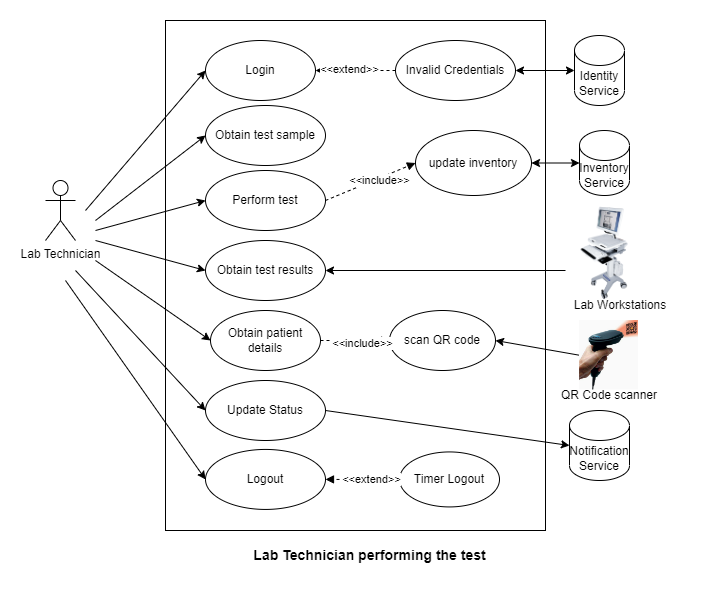 Login
<<extend>>
Invalid Credentials
Identity
Service
Obtain test sample
Perform test
<<include>>
update inventory
Inventory
Service
Lab Technician
Obtain test results
Lab Workstations
Obtain patient
details
<<include>>
scan QR code
QR Code scanner
Update Status
Notification
Service
Logout
<<extend>>
Timer Logout
Lab Technician performing the test